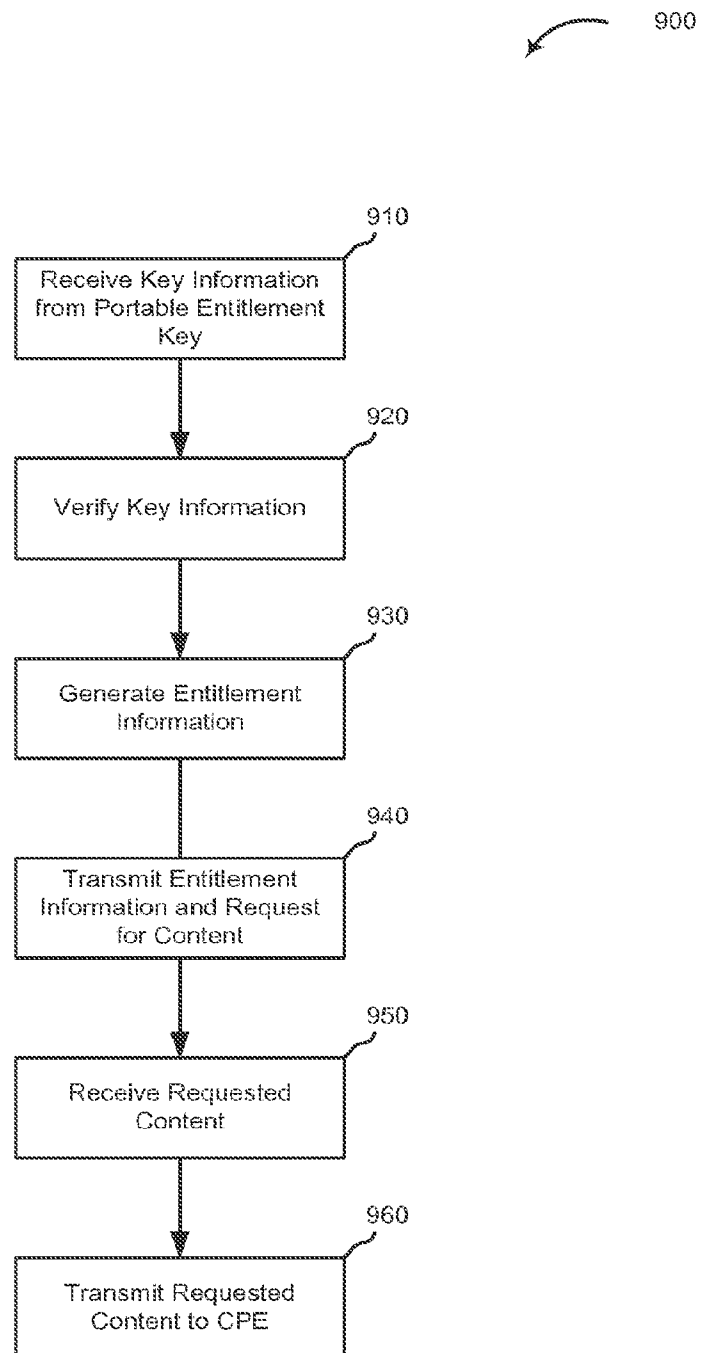 900
910
Receive Key Information
from Portable Entitlement
Key
920
Verify Key Information
930
Generate Entitlement
Information
940
Transmit Entitlement
Information and Request
for Content
950
Receive Requested
Content
960
Transmit Requested
Content to CPE